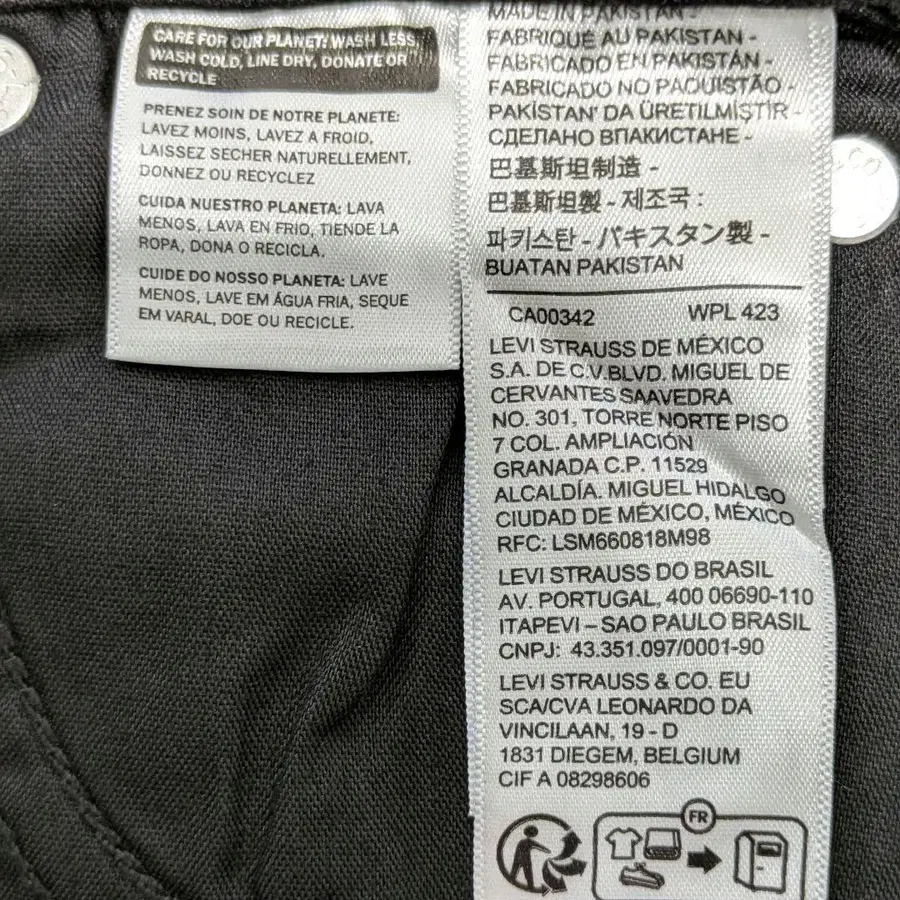 CARE FOR OUR PLANET: WASH LESS,
WASH COLD, LINE DRY, DONATE OR
RECYCLE
PRENEZ SOIN DE NOTRE PLANETE:
LAVEZ MOINS, LAVEZ A FROID,
LAISSEZ SECHER NATURELLEMENT,
DONNEZ OU RECYCLEZ
CUIDA NUESTRO PLANETA: LAVA
MENOS, LAVA EN FRIO, TIENDE LA
ROPA, DONA O RECICLA.
CUIDE DO NOSSO PLANETA: LAVE
MENOS, LAVE EM ÁGUA FRIA, SEQUE
EM VARAL, DOE OU RECICLE.
MADE IN PAKISTAN -
FABRIQUÉ AU PAKISTAN -
FABRICADO EN PAKISTÁN -
FABRICADO NO PAQUISTÃO -
PAKİSTAN' DA ÜRETİLMİŞTİR -
СДЕЛАНО ВПАКИСТАНЕ -
巴基斯坦制造 -
巴基斯坦製 - 제조국 :
파키스탄 - パキスタン製 -
BUATAN PAKISTAN
CA00342 WPL 423
LEVI STRAUSS DE MÉXICO
S.A. DE C.V.BLVD. MIGUEL DE
CERVANTES SAAVEDRA
NO. 301, TORRE NORTE PISO
7 COL. AMPLIACIÓN
GRANADA C.P. 11529
ALCALDÍA. MIGUEL HIDALGO
CIUDAD DE MÉXICO, MÉXICO
RFC: LSM660818M98
LEVI STRAUSS DO BRASIL
AV. PORTUGAL, 400 06690-110
ITAPEVI – SAO PAULO BRASIL
CNPJ: 43.351.097/0001-90
LEVI STRAUSS & CO. EU
SCA/CVA LEONARDO DA
VINCILAAN, 19 - D
1831 DIEGEM, BELGIUM
CIF A 08298606
FR